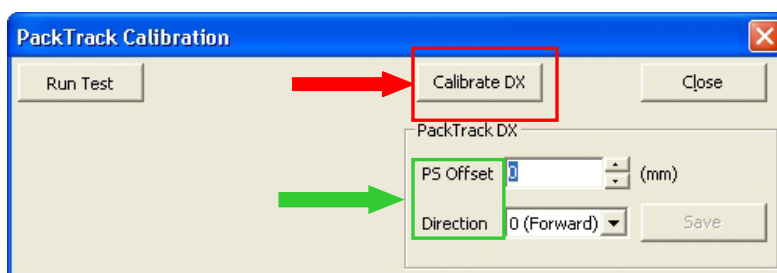 PackTrack Calibration
Run Test
Calibrate DX
Close
PackTrack DX
PS Offset 0 (mm)
Direction 0 (Forward) Save